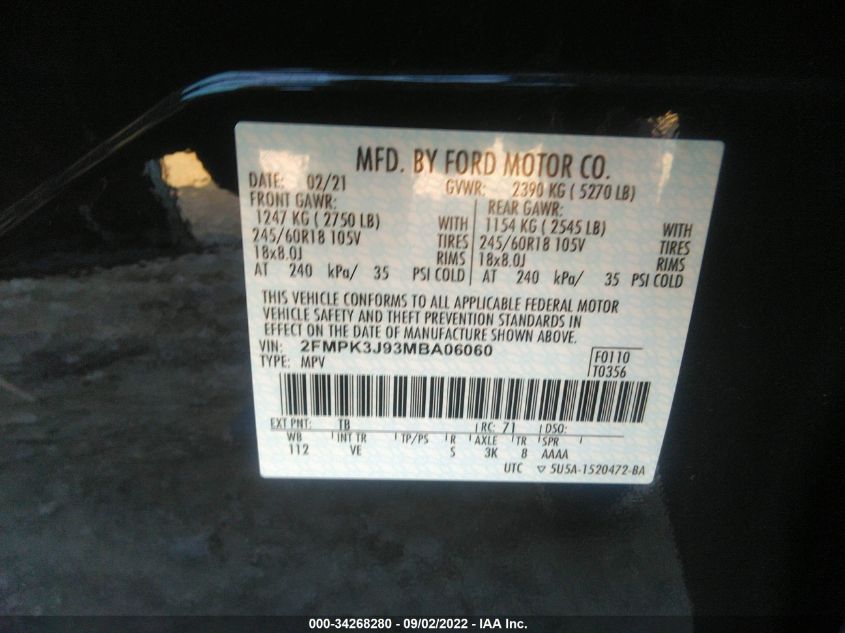 MFD. BY FORD MOTOR CO.
DATE: 02/21 GVWR: 2390 KG ( 5270 LB)
FRONT GAWR: REAR GAWR:
1247 KG ( 2750 LB) WITH 1154 KG ( 2545 LB) WITH
245/60R18 105V TIRES 245/60R18 105V TIRES
18x8.0J RIMS 18x8.0J RIMS
AT 240 kPa/ 35 PSI COLD AT 240 kPa/ 35 PSI COLD
THIS VEHICLE CONFORMS TO ALL APPLICABLE FEDERAL MOTOR
VEHICLE SAFETY AND THEFT PREVENTION STANDARDS IN
EFFECT ON THE DATE OF MANUFACTURE SHOWN ABOVE.
VIN: 2FMPK3J93MBA06060 F0110
TYPE: MPV T0356
EXT PNT: TB RC: 71 DSO:
WB INT TR TP/PS R AXLE TR SPR
112 VE S 3K 8 AAAA
UTC ▽ 5U5A-1520472-BA
000-34268280 - 09/02/2022 - IAA Inc.